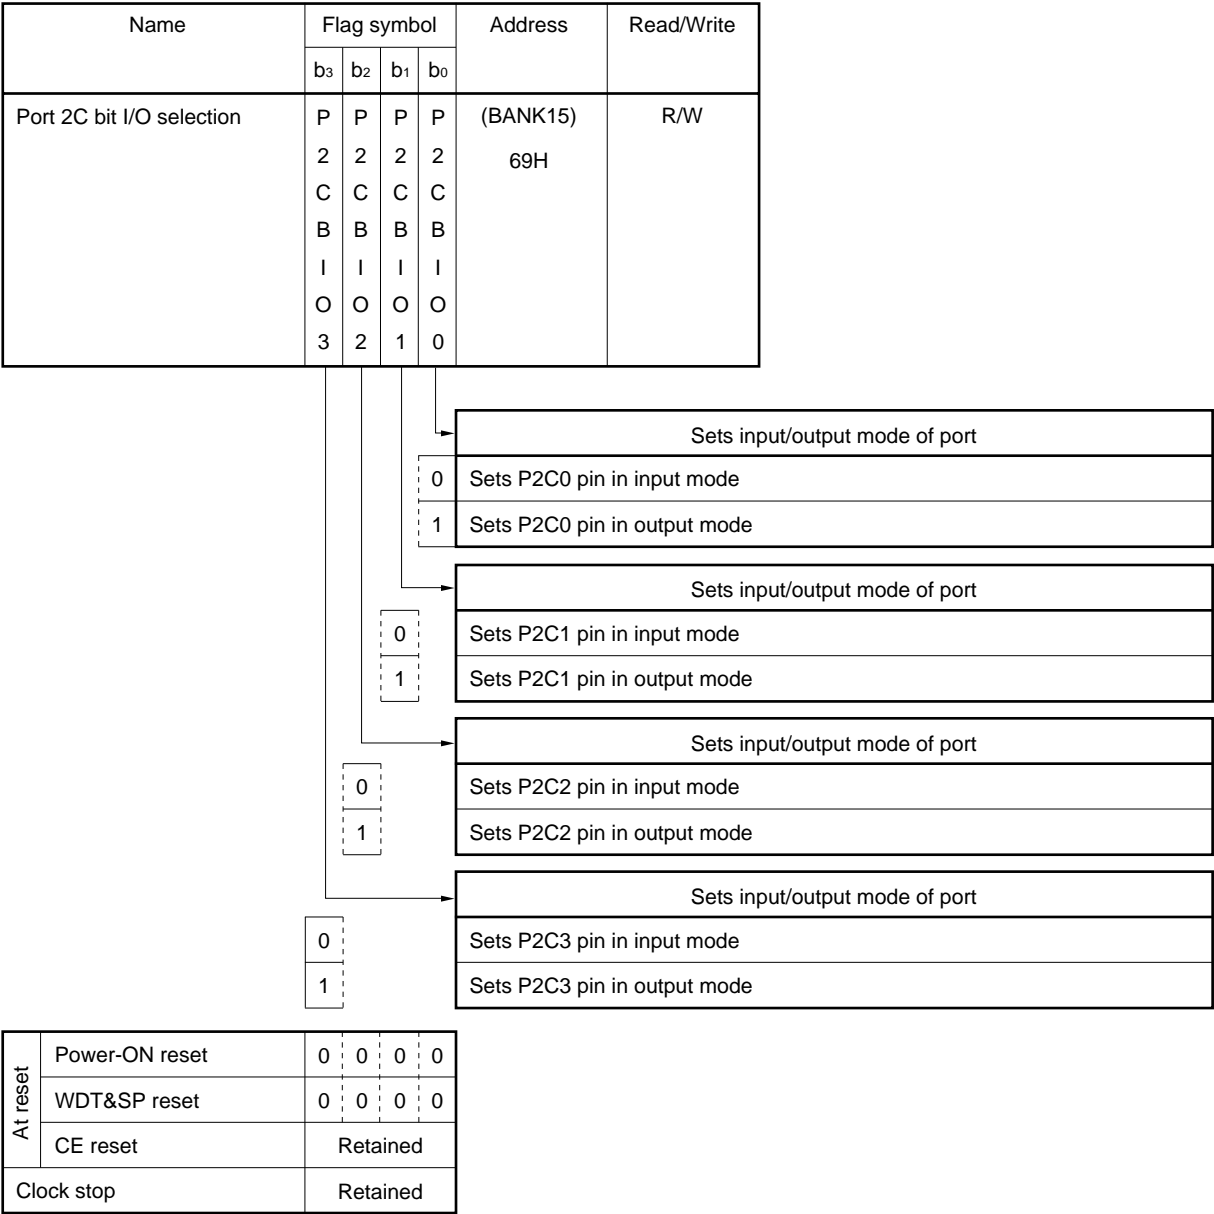 Name Flag symbol Address Read/Write
b3 b2 b1 b0
Port 2C bit I/O selection P P P P (BANK15) R/W
2 2 2 2 69H
C C C C
B B B B
I I I I
O O O O
3 2 1 0
Sets input/output mode of port
0 Sets P2C0 pin in input mode
1 Sets P2C0 pin in output mode
Sets input/output mode of port
0 Sets P2C1 pin in input mode
1 Sets P2C1 pin in output mode
Sets input/output mode of port
0 Sets P2C2 pin in input mode
1 Sets P2C2 pin in output mode
Sets input/output mode of port
0 Sets P2C3 pin in input mode
1 Sets P2C3 pin in output mode
At reset
Power-ON reset 0 0 0 0
WDT&SP reset 0 0 0 0
CE reset Retained
Clock stop Retained